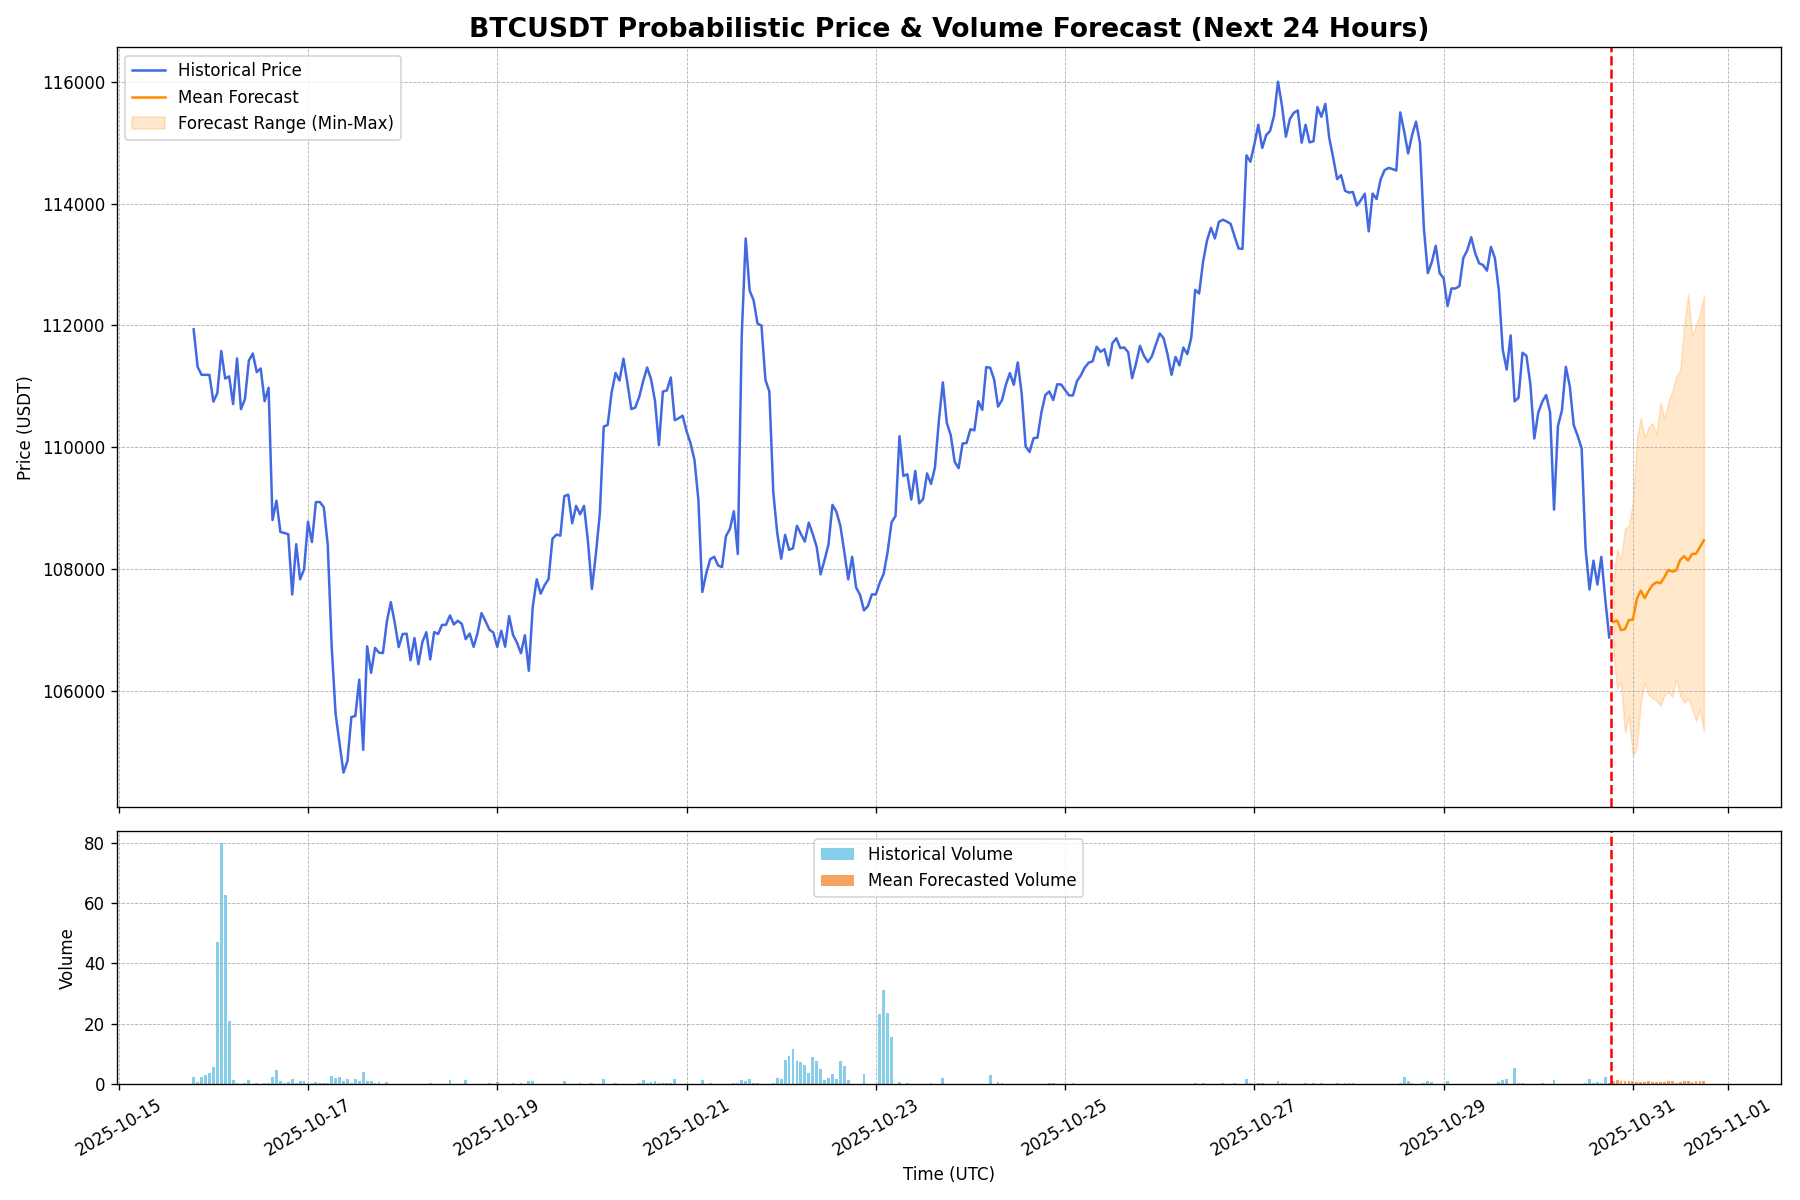 BTCUSDT Probabilistic Price & Volume Forecast (Next 24 Hours)
Historical Price
Mean Forecast
Forecast Range (Min-Max)
116000
114000
112000
110000
108000
106000
Price (USDT)
Historical Volume
Mean Forecasted Volume
80
60
40
20
0
Volume
2025-10-15
2025-10-17
2025-10-19
2025-10-21
2025-10-23
2025-10-25
2025-10-27
2025-10-29
2025-10-31
2025-11-01
Time (UTC)